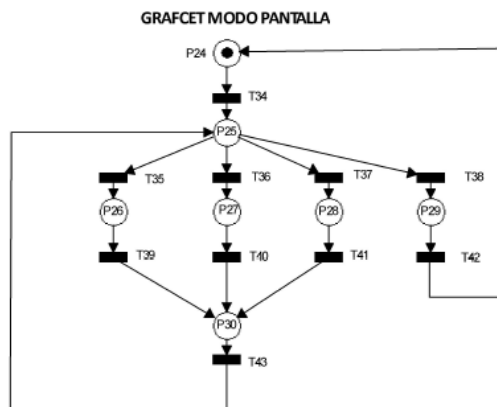 GRAFCET MODO PANTALLA
P24
T34
P25
T35 T36 T37 T38
P26 P27 P28 P29
T39 T40 T41 T42
P30
T43